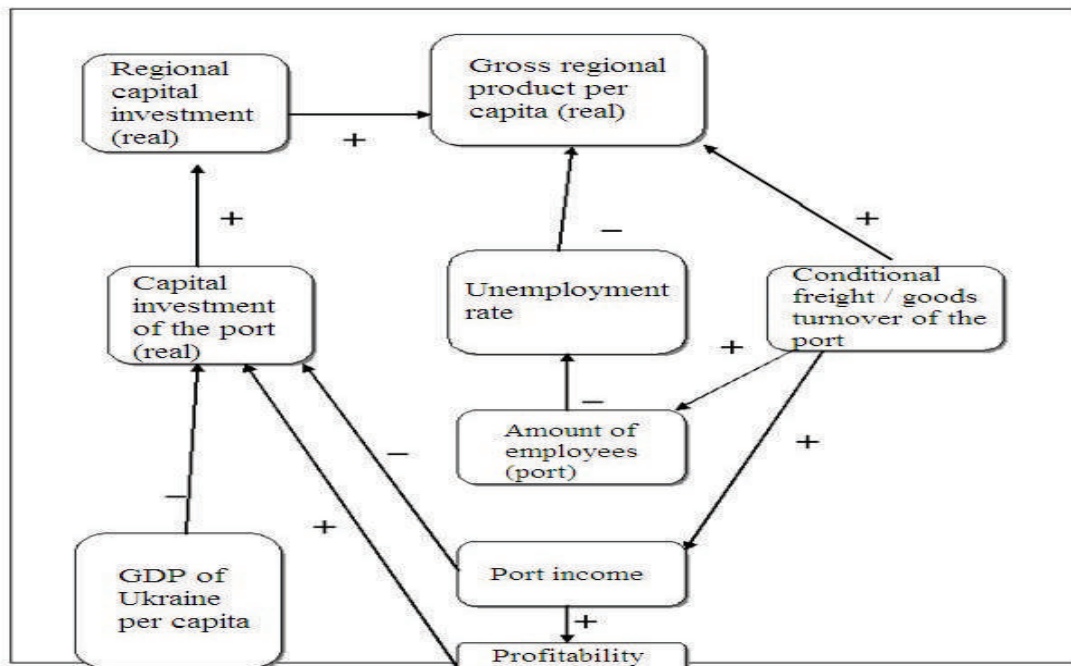 Regional
capital
investment
(real)
+
Gross regional
product per
capita (real)
+
–
+
Capital
investment
of the port
(real)
Unemployment
rate
Conditional
freight / goods
turnover of the
port
+
–
Amount of
employees
(port)
–
+
–
+
GDP of
Ukraine
per capita
Port income
+
Profitability